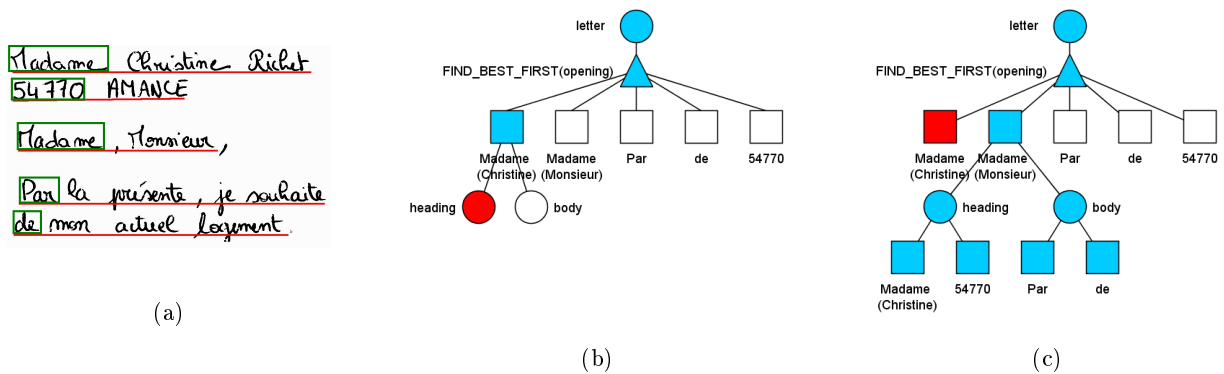 Madame Christine Richet
54770 AMANCE
Madame, Monsieur,
Par la présente, je souhaite
de mon actuel logement.
(a)
letter
FIND_BEST_FIRST(opening)
Madame (Christine)
Madame (Monsieur)
Par
de
54770
heading
body
(b)
letter
FIND_BEST_FIRST(opening)
Madame (Christine)
Madame (Monsieur)
Par
de
54770
heading
body
Madame (Christine)
54770
Par
de
(c)